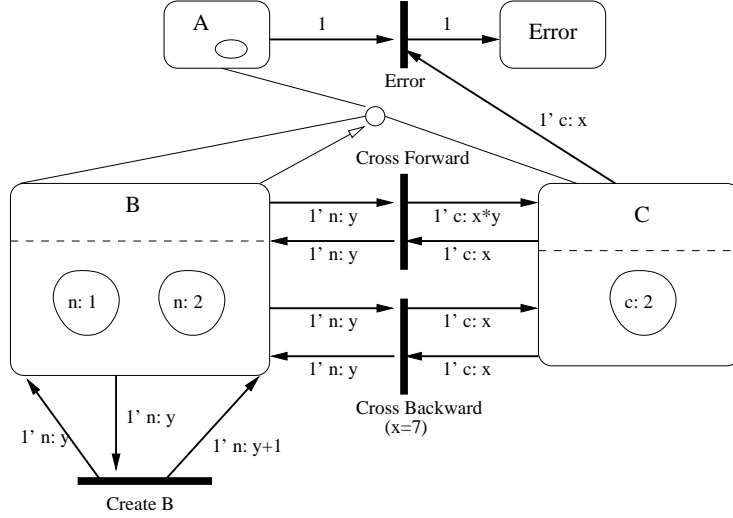 A
1
1
Error
Error
1' c: x
Cross Forward
B
C
1' n: y
1' c: x*y
1' n: y
1' c: x
n: 1
n: 2
c: 2
1' n: y
1' c: x
1' n: y
1' c: x
Cross Backward
(x=7)
1' n: y
1' n: y
1' n: y+1
Create B